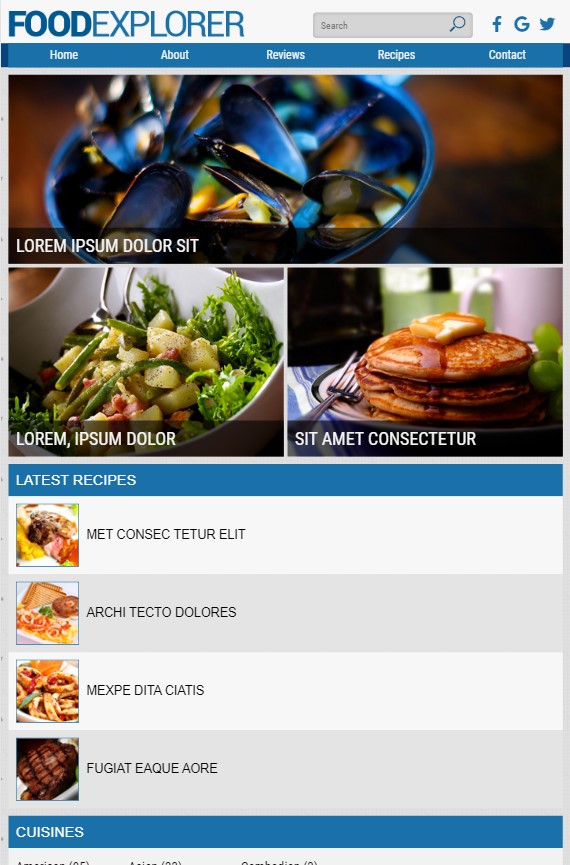 FOODEXPLORER
Search
Home About Reviews Recipes Contact
LOREM IPSUM DOLOR SIT
LOREM, IPSUM DOLOR
SIT AMET CONSECTETUR
LATEST RECIPES
MET CONSEC TETUR ELIT
ARCHI TECTO DOLORES
MEXPE DITA CIATIS
FUGIAT EAQUE AORE
CUISINES